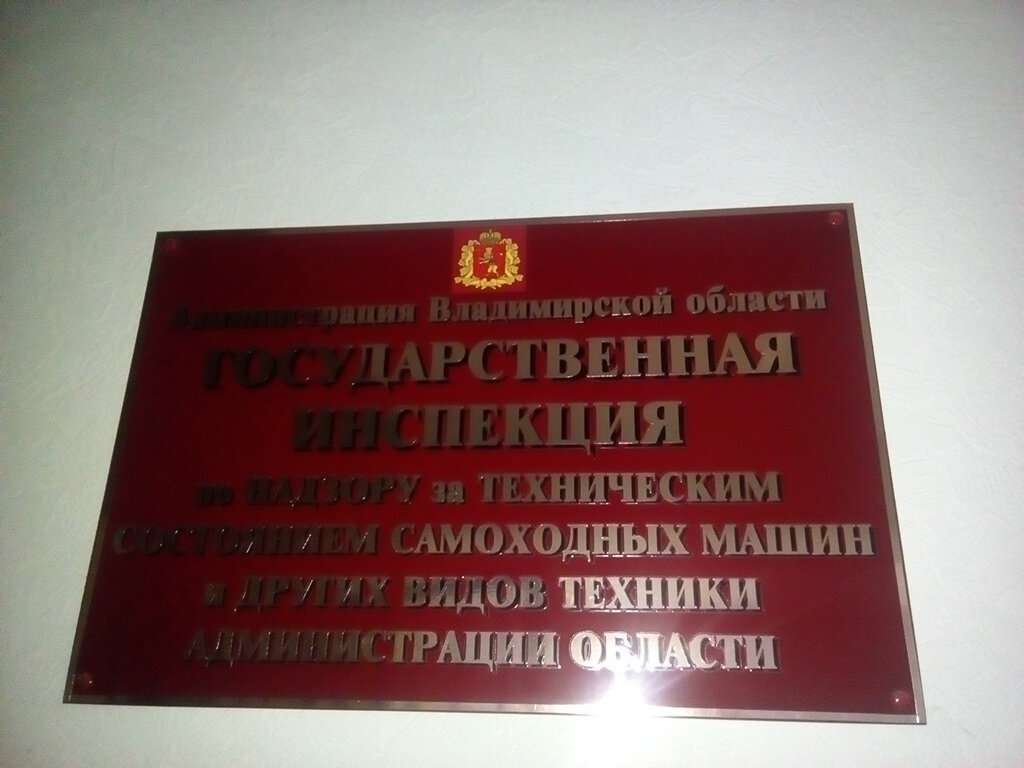 Администрация Владимирской области
ГОСУДАРСТВЕННАЯ
ИНСПЕКЦИЯ
по НАДЗОРУ за ТЕХНИЧЕСКИМ
СОСТОЯНИЕМ САМОХОДНЫХ МАШИН
и ДРУГИХ ВИДОВ ТЕХНИКИ
АДМИНИСТРАЦИИ ОБЛАСТИ